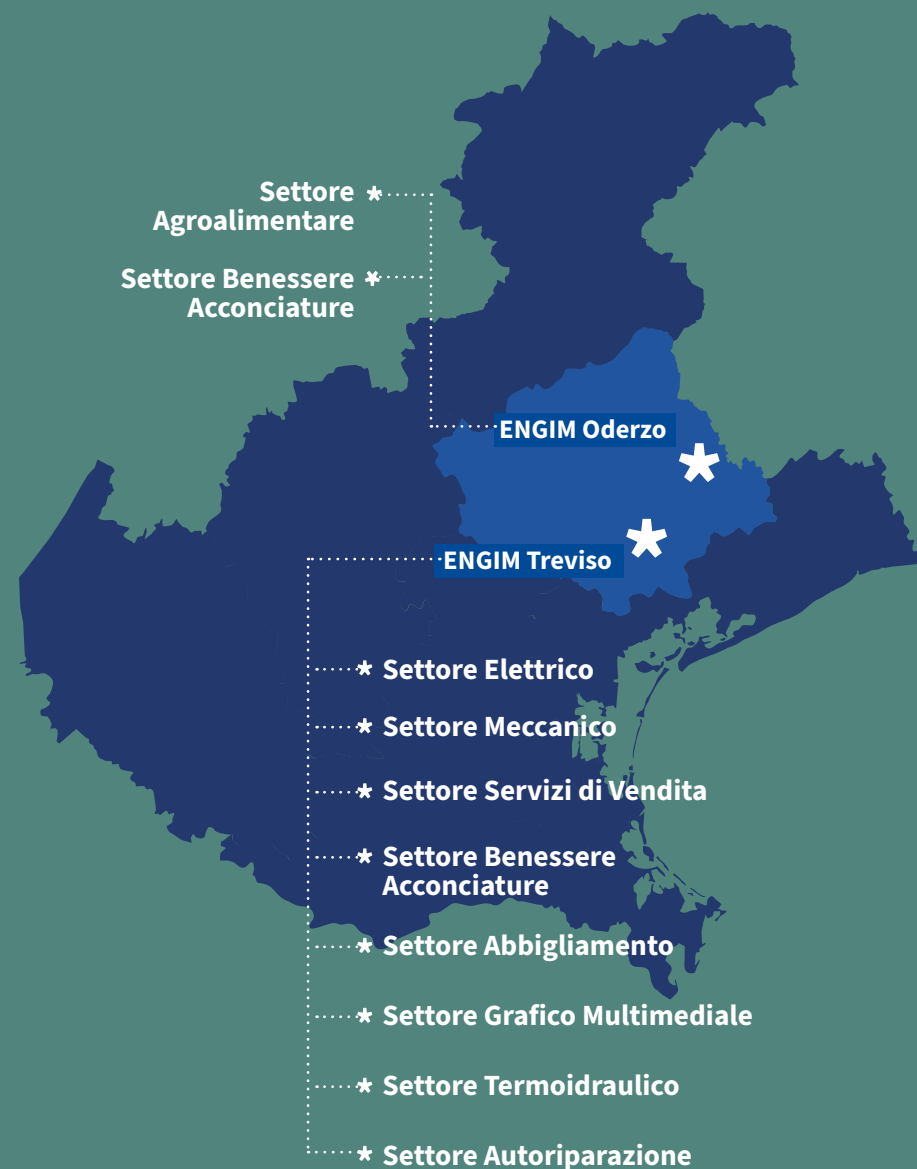 Settore
Agroalimentare
Settore Benessere
Acconciature
ENGIM Oderzo
ENGIM Treviso
Settore Elettrico
Settore Meccanico
Settore Servizi di Vendita
Settore Benessere
Acconciature
Settore Abbigliamento
Settore Grafico Multimediale
Settore Termoidraulico
Settore Autoriparazione